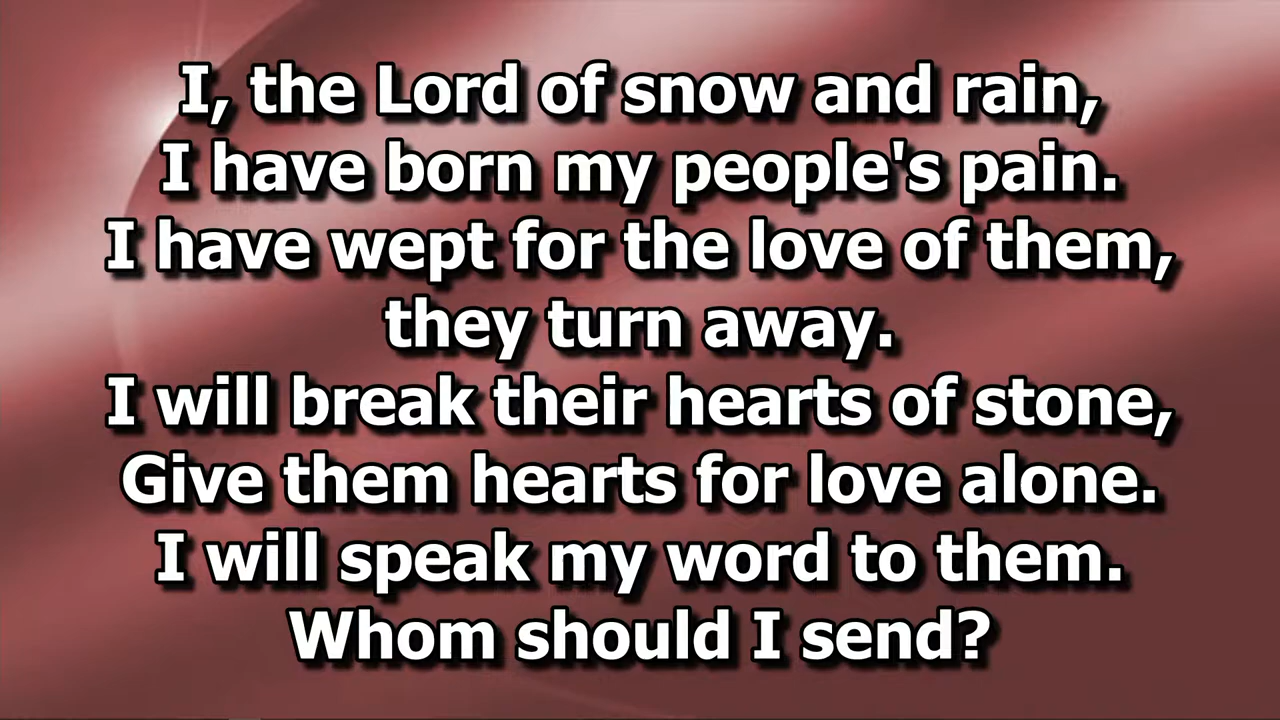 I, the Lord of snow and rain,
I have born my people's pain.
I have wept for the love of them,
they turn away.
I will break their hearts of stone,
Give them hearts for love alone.
I will speak my word to them.
Whom should I send?